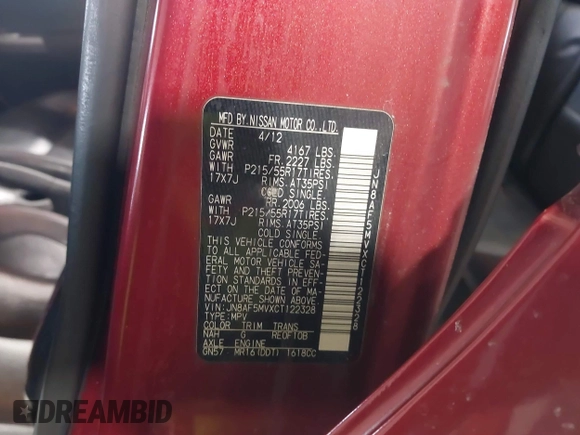 MFD BY NISSAN MOTOR CO.,LTD.
DATE 4/12
GVWR 4167 LBS.
GAWR FR. 2227 LBS.
WITH P215/55R17TIRES.
17X7J RIMS. AT35PSI
COLD SINGLE.
GAWR RR. 2006 LBS.
WITH P215/55R17TIRES.
17X7J RIMS. AT35PSI
COLD SINGLE.
THIS VEHICLE CONFORMS
TO ALL APPLICABLE FED-
ERAL MOTOR VEHICLE SA-
FETY AND THEFT PREVEN-
TION STANDARDS IN EFF-
ECT ON THE DATE OF MA-
NUFACTURE SHOWN ABOVE.
VIN:JN8AF5MVXCT122328
TYPE:MPV
COLOR TRIM TRANS
NAH G RE0F10B
AXLE ENGINE
GN57 MR16(DDT) 1618CC
JN8AF5MVXCT122328
DREAMBID